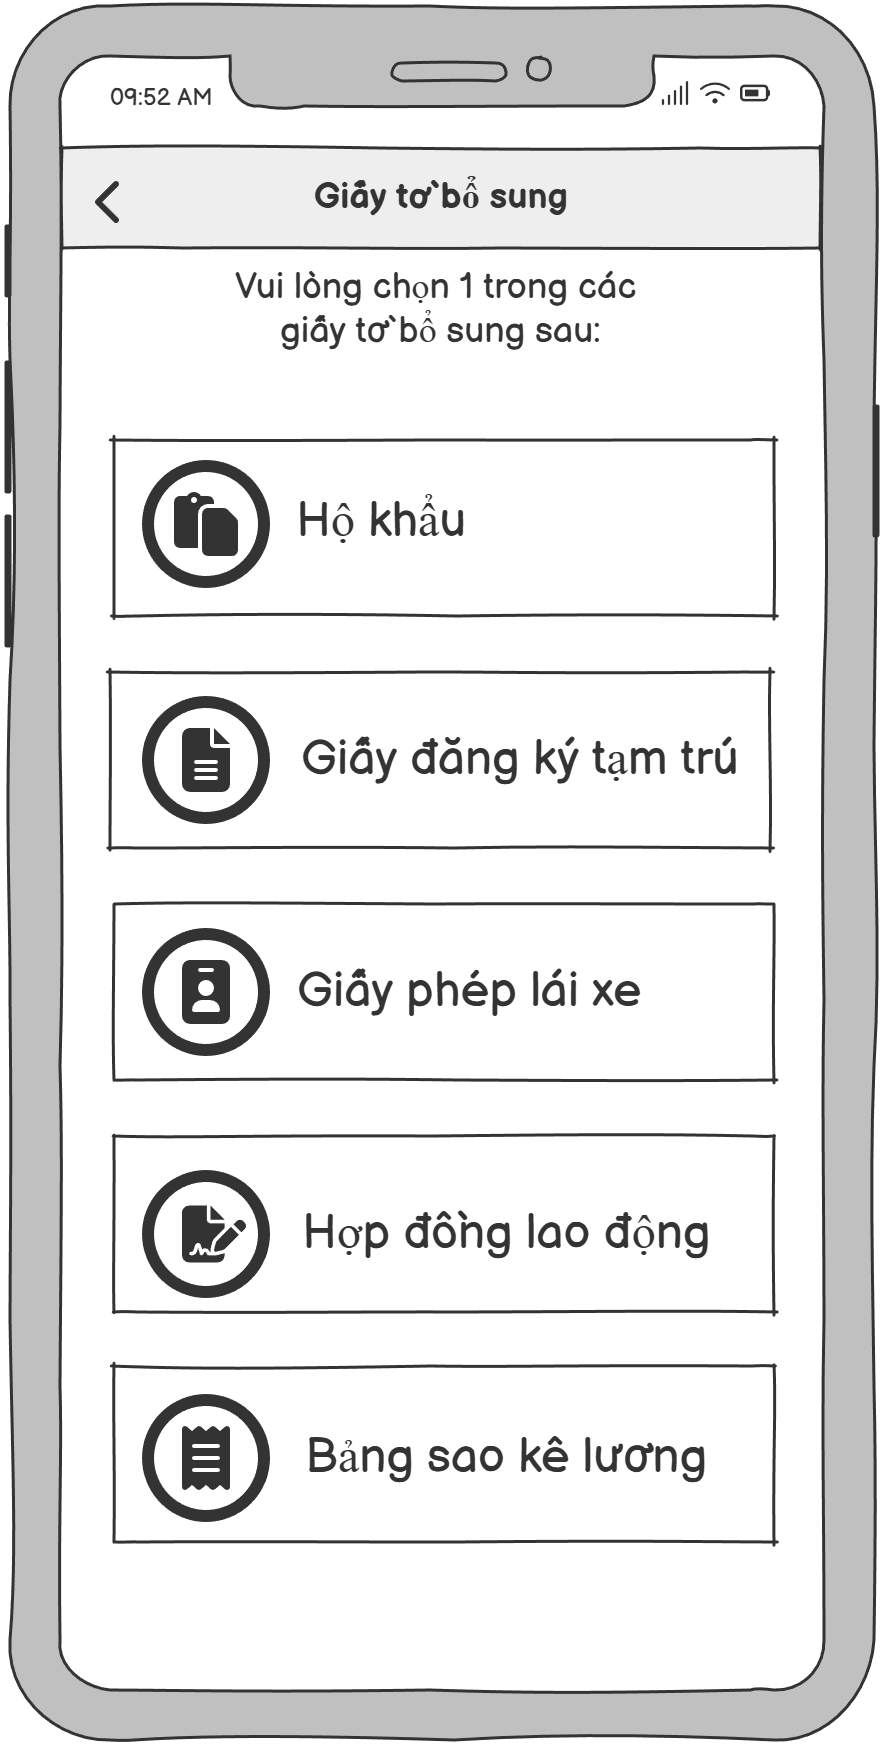 09:52 AM
Giấy tờ bổ sung
Vui lòng chọn 1 trong các
giấy tờ bổ sung sau:
Hộ khẩu
Giấy đăng ký tạm trú
Giấy phép lái xe
Hợp đồng lao động
Bảng sao kê lương